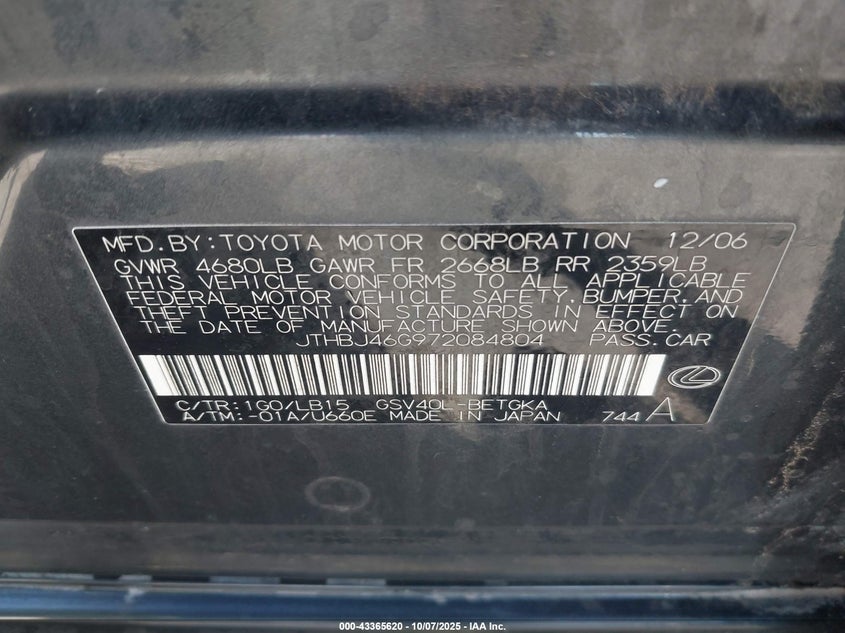 MFD.BY:TOYOTA MOTOR CORPORATION 12/06
GVWR 4680LB GAWR FR 2668LB RR 2359LB
THIS VEHICLE CONFORMS TO ALL APPLICABLE
FEDERAL MOTOR VEHICLE SAFETY,BUMPER,AND
THEFT PREVENTION STANDARDS IN EFFECT ON
THE DATE OF MANUFACTURE SHOWN ABOVE.
JTHBJ46G972084804 PASS.CAR
C/TR:1G0/LB15 GSV40L-BETGKA
A/TM:-01A/U660E MADE IN JAPAN 744 A
000-43365620 - 10/07/2025 - IAA Inc.